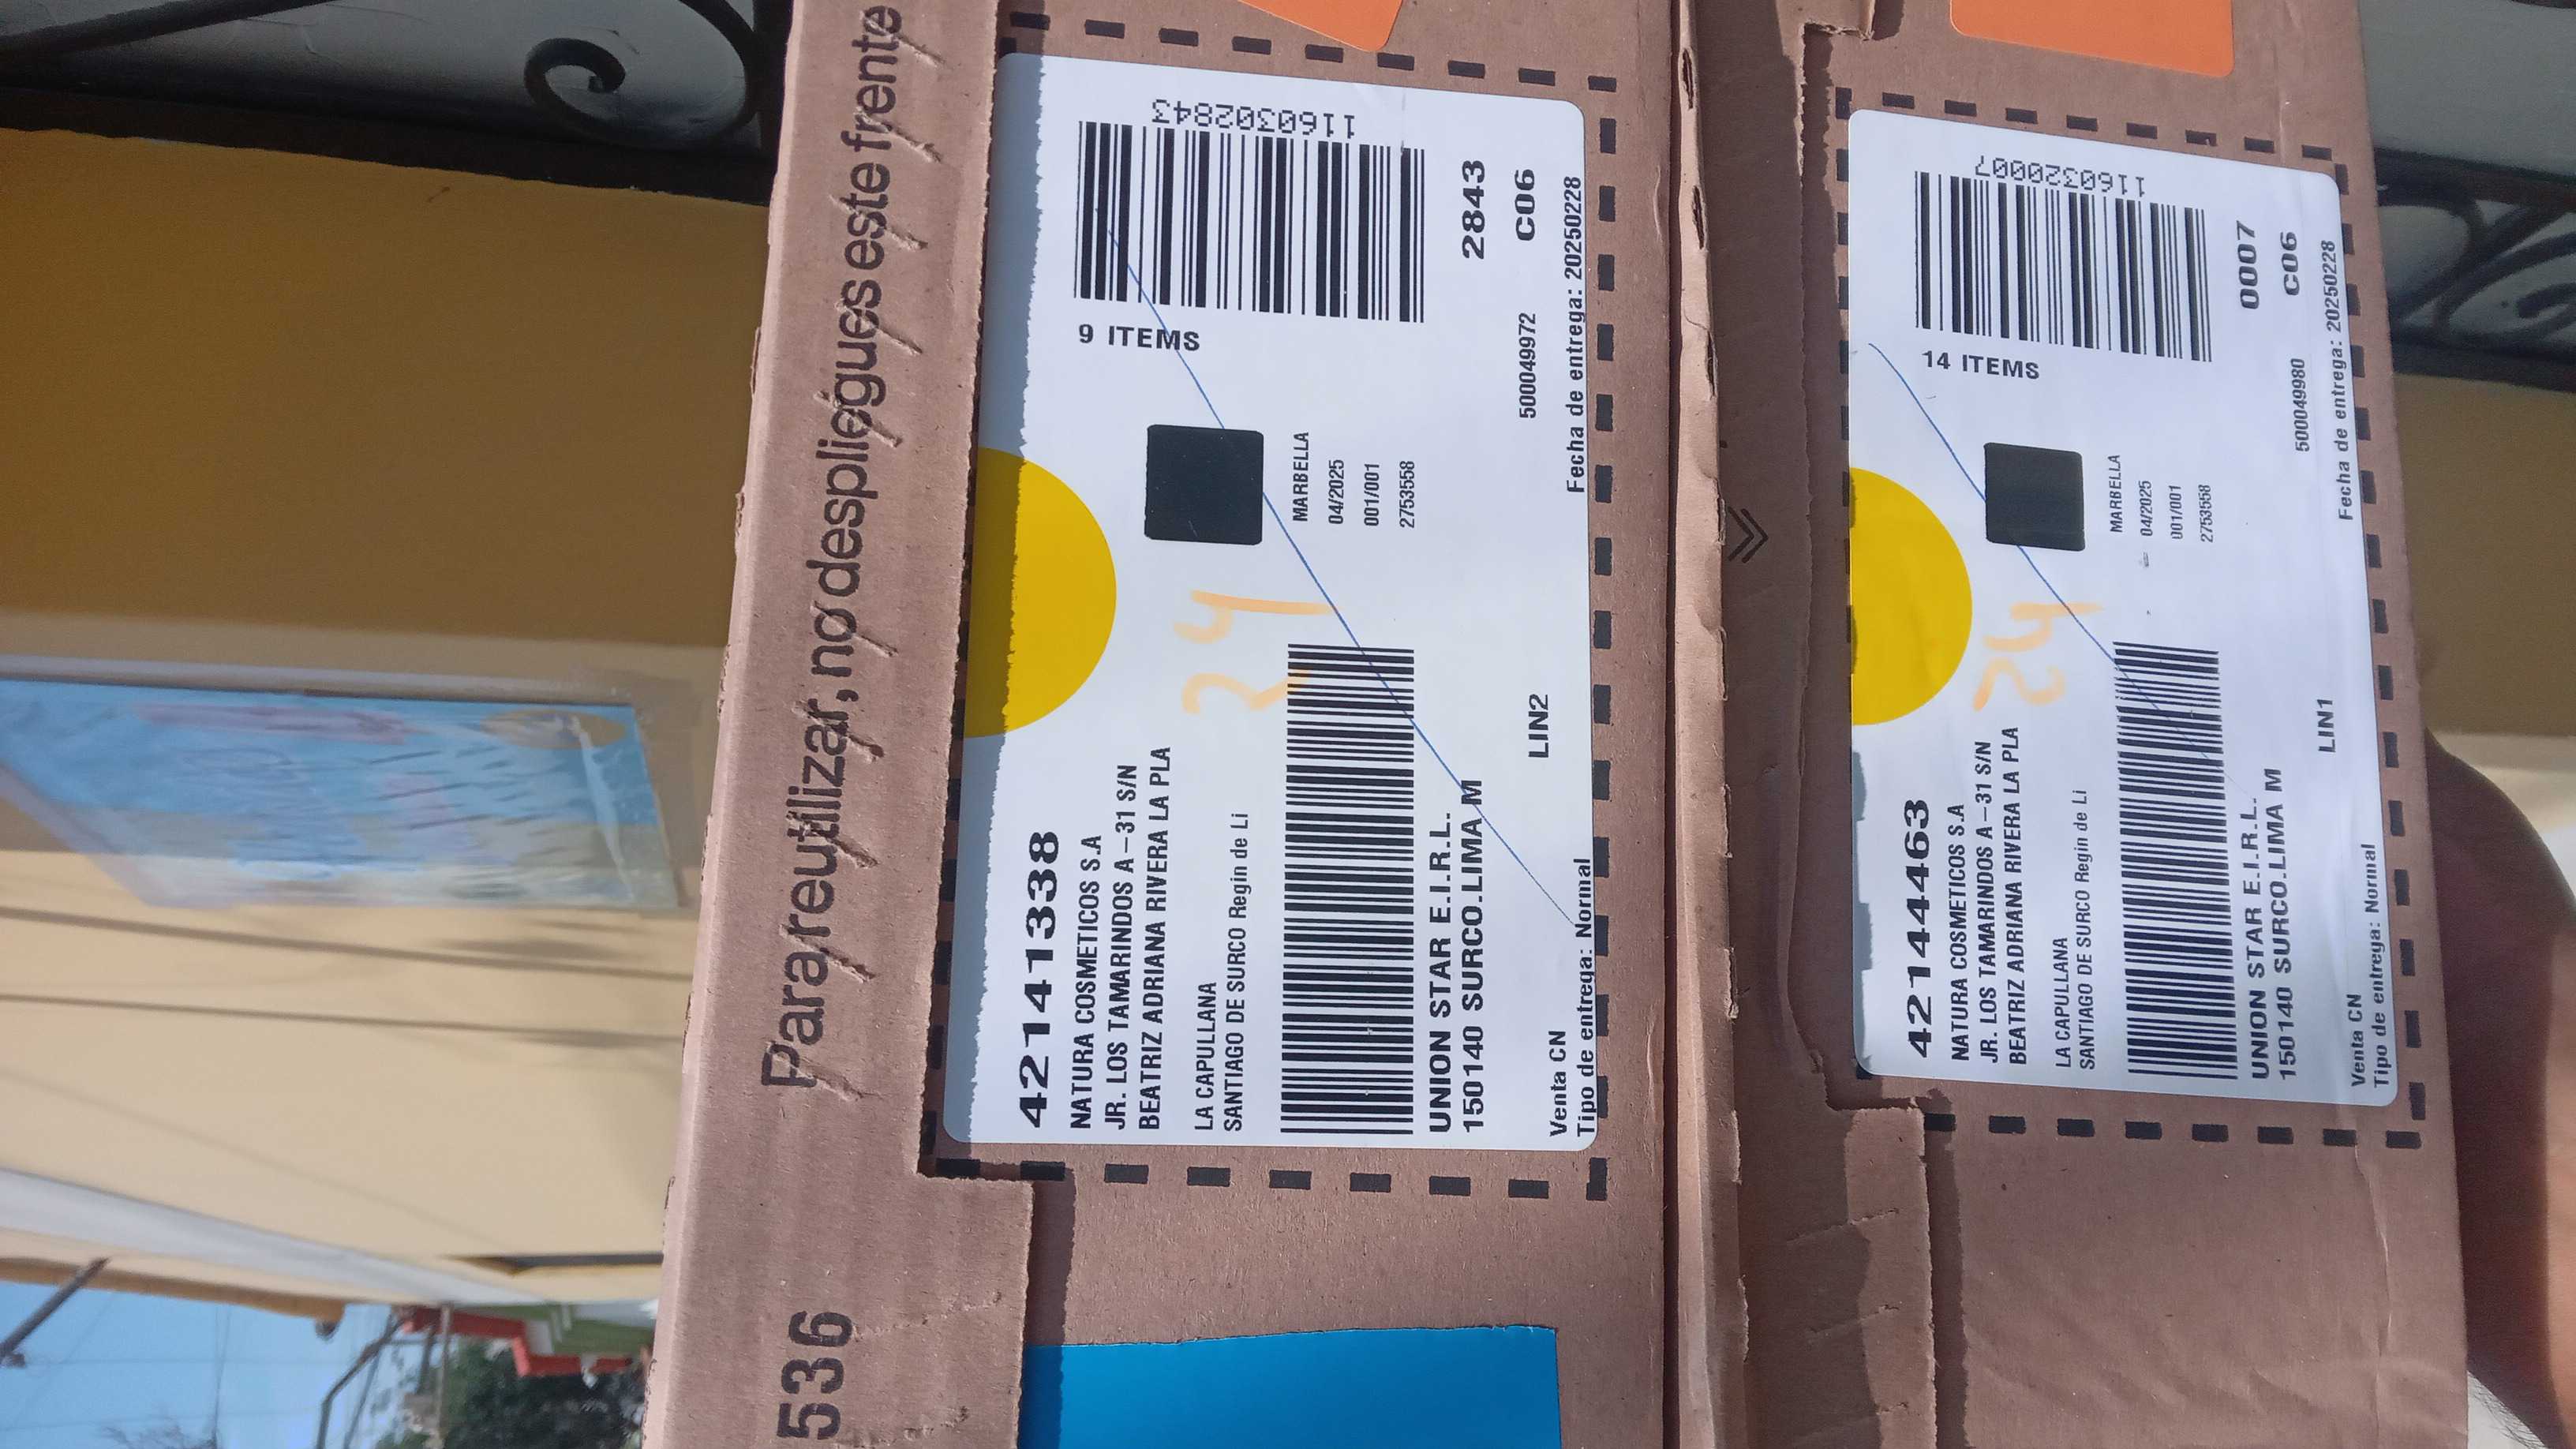 Para reutilizar, no despliegues este frente
536
42141338
NATURA COSMETICOS S.A
JR. LOS TAMARINDOS A-31 S/N
BEATRIZ ADRIANA RIVERA LA PLA
LA CAPULLANA
SANTIAGO DE SURCO Regin de Li
UNION STAR E.I.R.L.
150140 SURCO.LIMA M
Venta CN
LIN2
Tipo de entrega: Normal
24
MARBELLA
04/2025
001/001
2753558
9 ITEMS
1160302843
2843
500049972
C06
Fecha de entrega: 20250228
42144463
NATURA COSMETICOS S.A
JR. LOS TAMARINDOS A-31 S/N
BEATRIZ ADRIANA RIVERA LA PLA
LA CAPULLANA
SANTIAGO DE SURCO Regin de Li
UNION STAR E.I.R.L.
150140 SURCO.LIMA M
Venta CN
LIN1
Tipo de entrega: Normal
24
MARBELLA
04/2025
001/001
2753558
14 ITEMS
1160320007
0007
500049980
C06
Fecha de entrega: 20250228